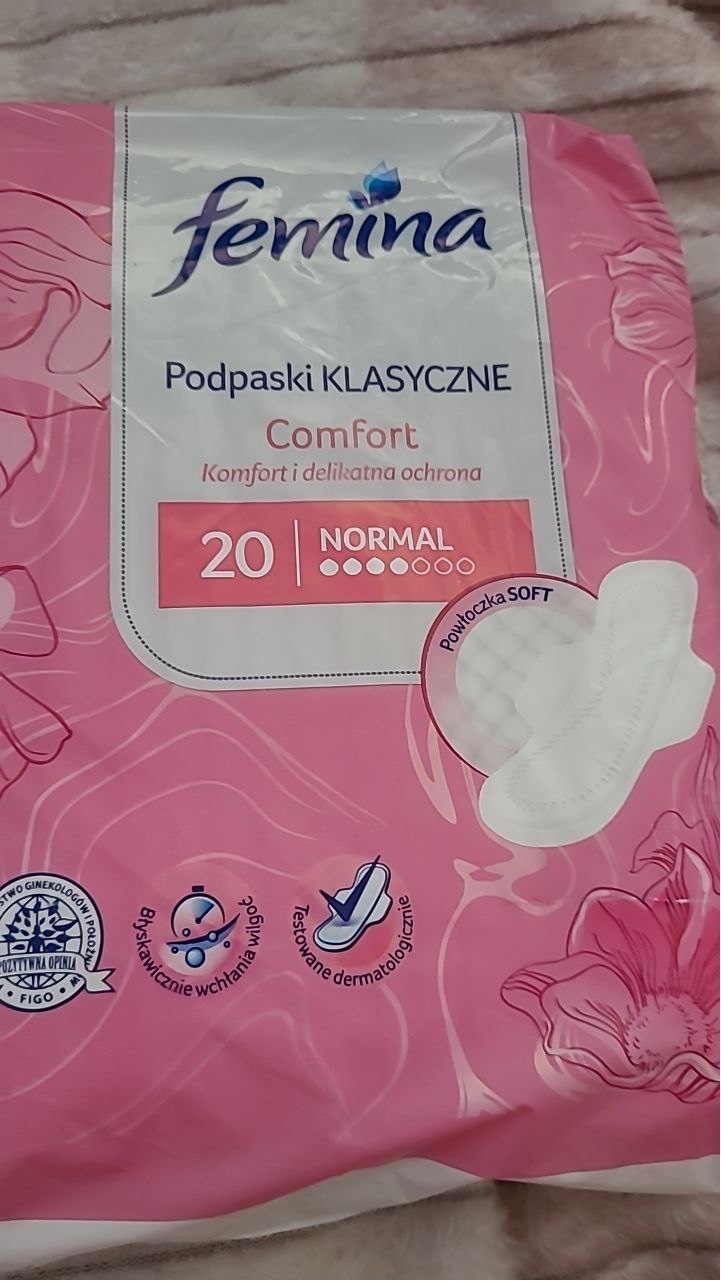 femina
Podpaski KLASYCZNE
Comfort
Komfort i delikatna ochrona
20 NORMAL
Powłoczka SOFT
GINEKOLOGÓW I
POZYTYWNA OPINIA
• FIGO •
Błyskawicznie wchłania wilgoć
Testowane dermatologicznie